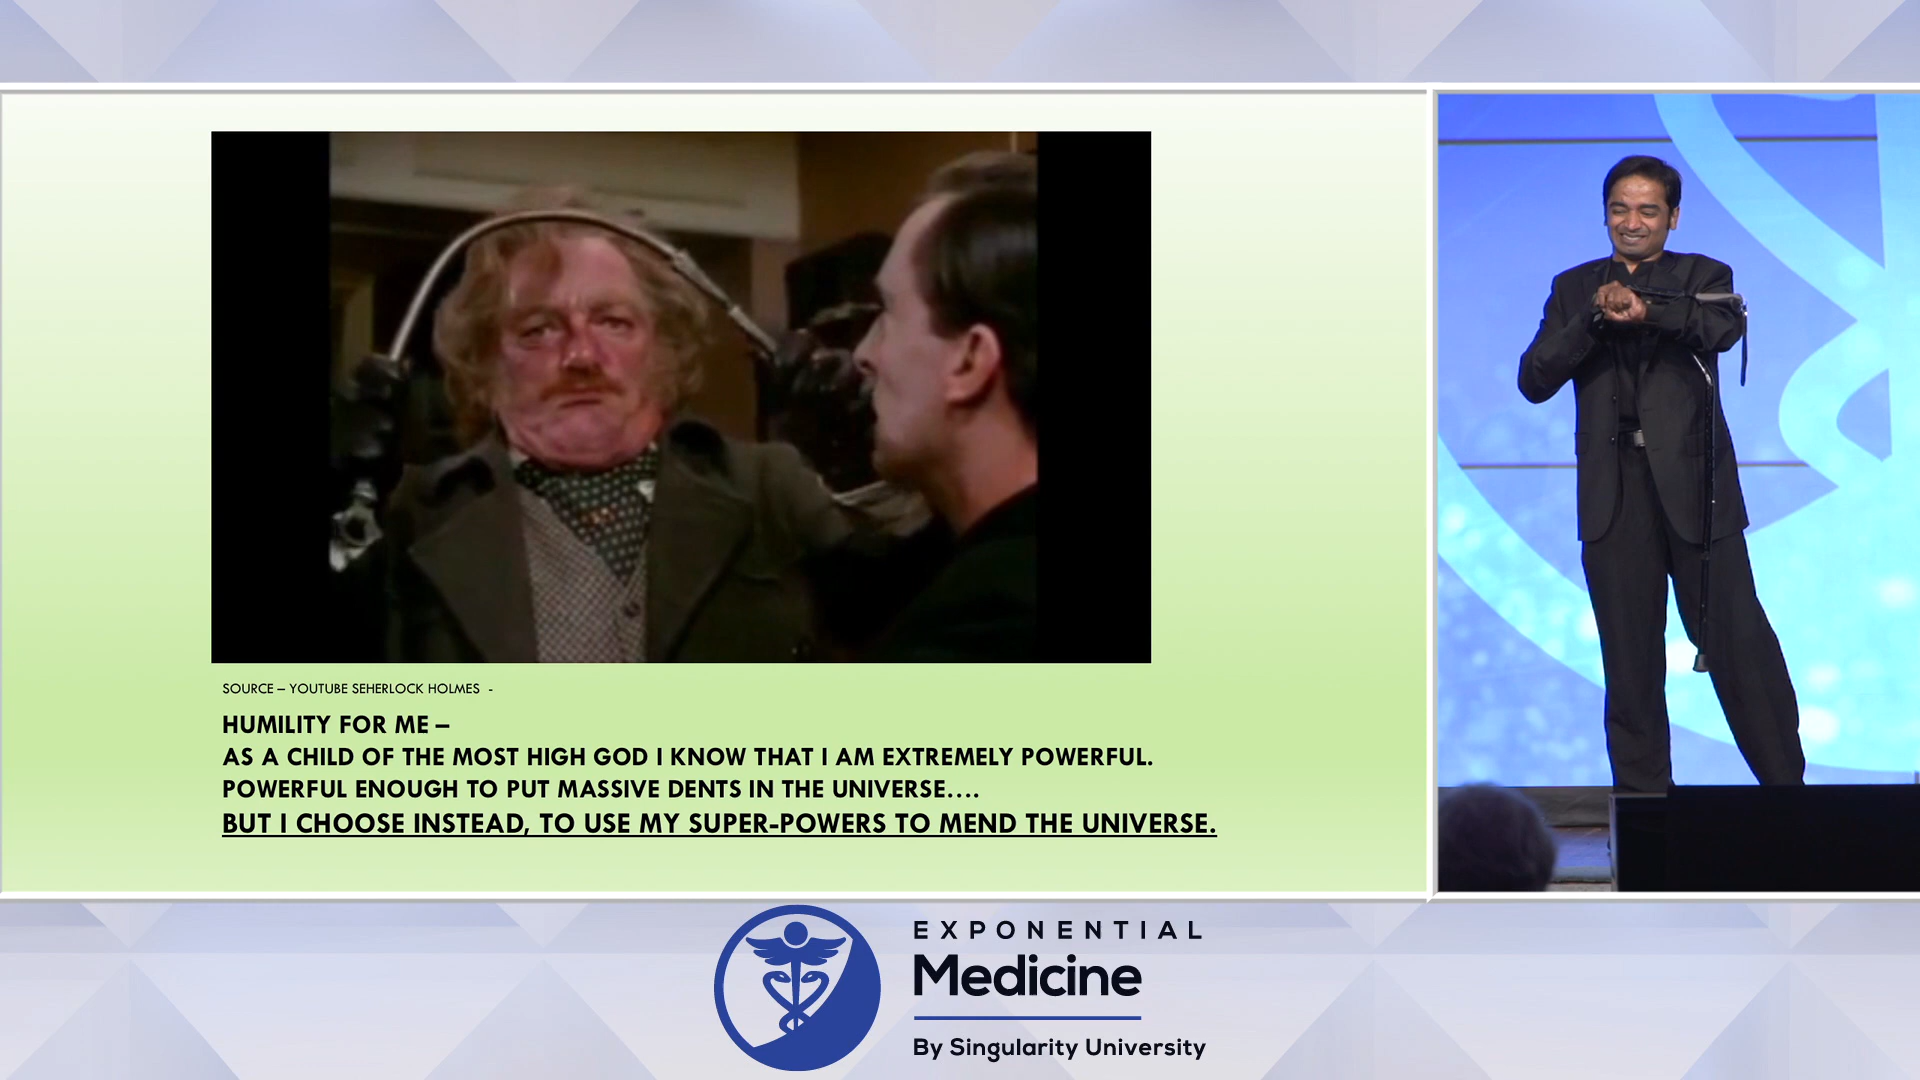 SOURCE – YOUTUBE SEHERLOCK HOLMES -
HUMILITY FOR ME –
AS A CHILD OF THE MOST HIGH GOD I KNOW THAT I AM EXTREMELY POWERFUL.
POWERFUL ENOUGH TO PUT MASSIVE DENTS IN THE UNIVERSE....
BUT I CHOOSE INSTEAD, TO USE MY SUPER-POWERS TO MEND THE UNIVERSE.
EXPONENTIAL
Medicine
By Singularity University